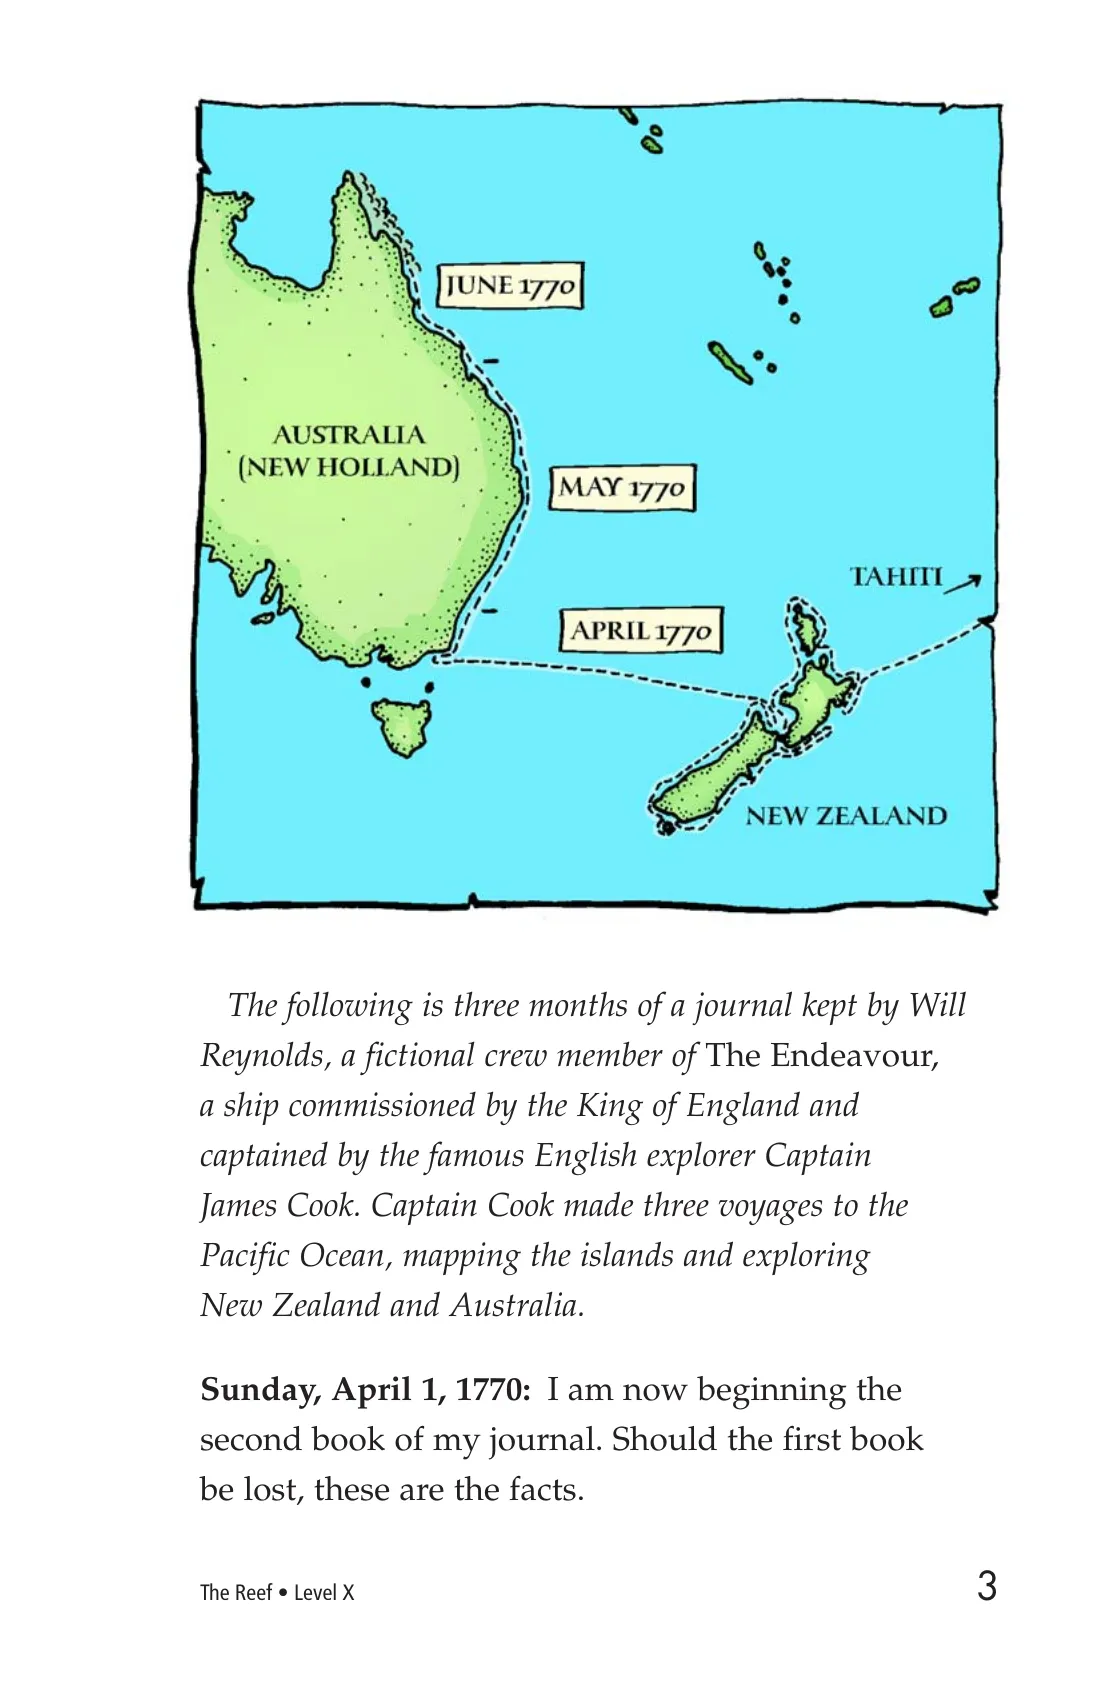 JUNE 1770
AUSTRALIA
(NEW HOLLAND)
MAY 1770
TAHITI
APRIL 1770
NEW ZEALAND
The following is three months of a journal kept by Will
Reynolds, a fictional crew member of The Endeavour,
a ship commissioned by the King of England and
captained by the famous English explorer Captain
James Cook. Captain Cook made three voyages to the
Pacific Ocean, mapping the islands and exploring
New Zealand and Australia.
Sunday, April 1, 1770: I am now beginning the
second book of my journal. Should the first book
be lost, these are the facts.
The Reef • Level X
3